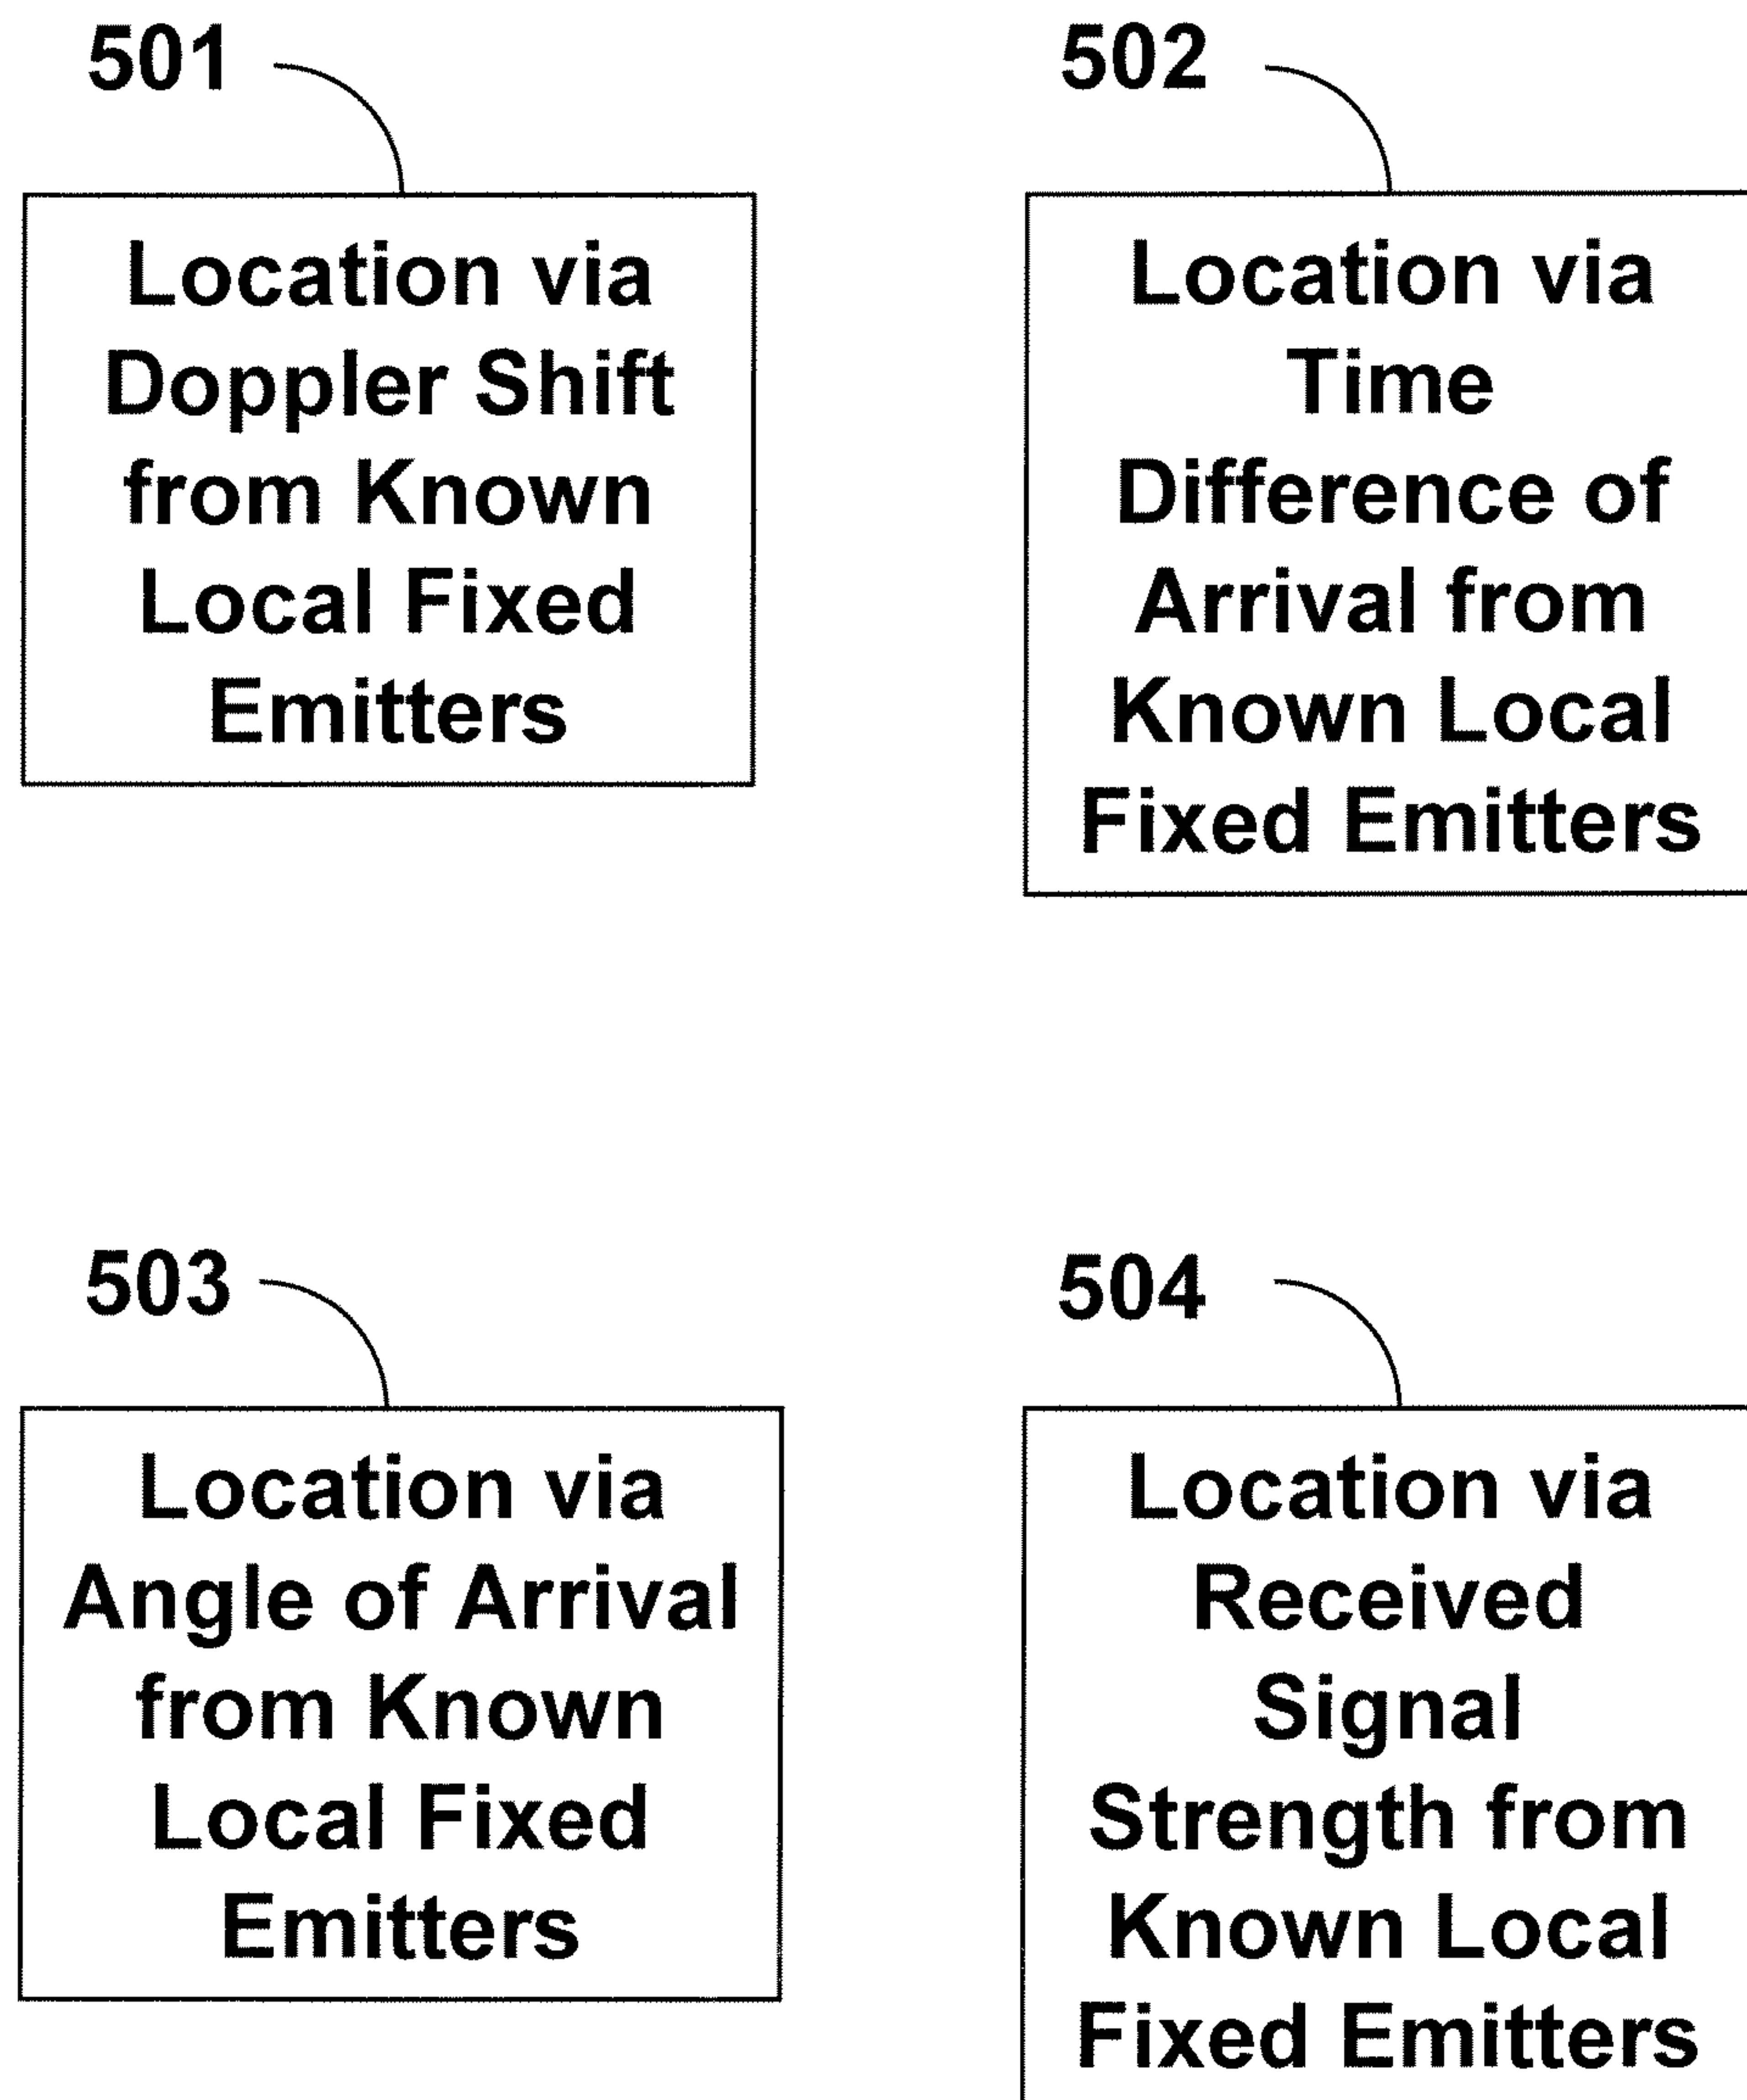 501
Location via
Doppler Shift
from Known
Local Fixed
Emitters
502
Location via
Time
Difference of
Arrival from
Known Local
Fixed Emitters
503
Location via
Angle of Arrival
from Known
Local Fixed
Emitters
504
Location via
Received
Signal
Strength from
Known Local
Fixed Emitters